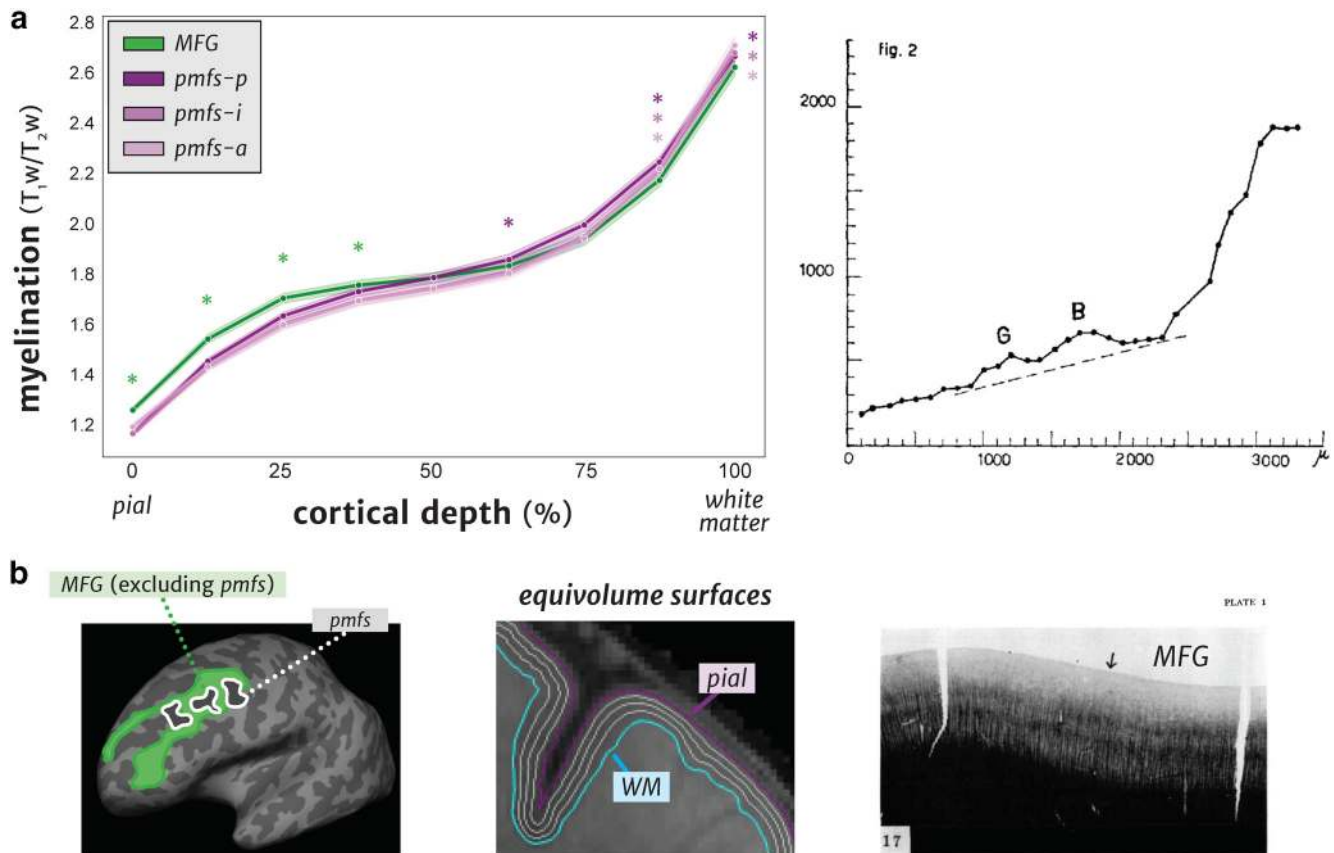 a
2.8
2.6
2.4
2.2
2.0
1.8
1.6
1.4
1.2
myelination (T₁w/T₂w)
MFG
pmfs-p
pmfs-i
pmfs-a
*
*
*
*
*
*
*
*
*
*
*
0
25
50
75
100
pial
cortical depth (%)
white
matter
fig. 2
2000
1000
G
B
0
1000
2000
3000
μ
b
MFG (excluding pmfs)
pmfs
equivolume surfaces
pial
WM
PLATE 1
MFG
17